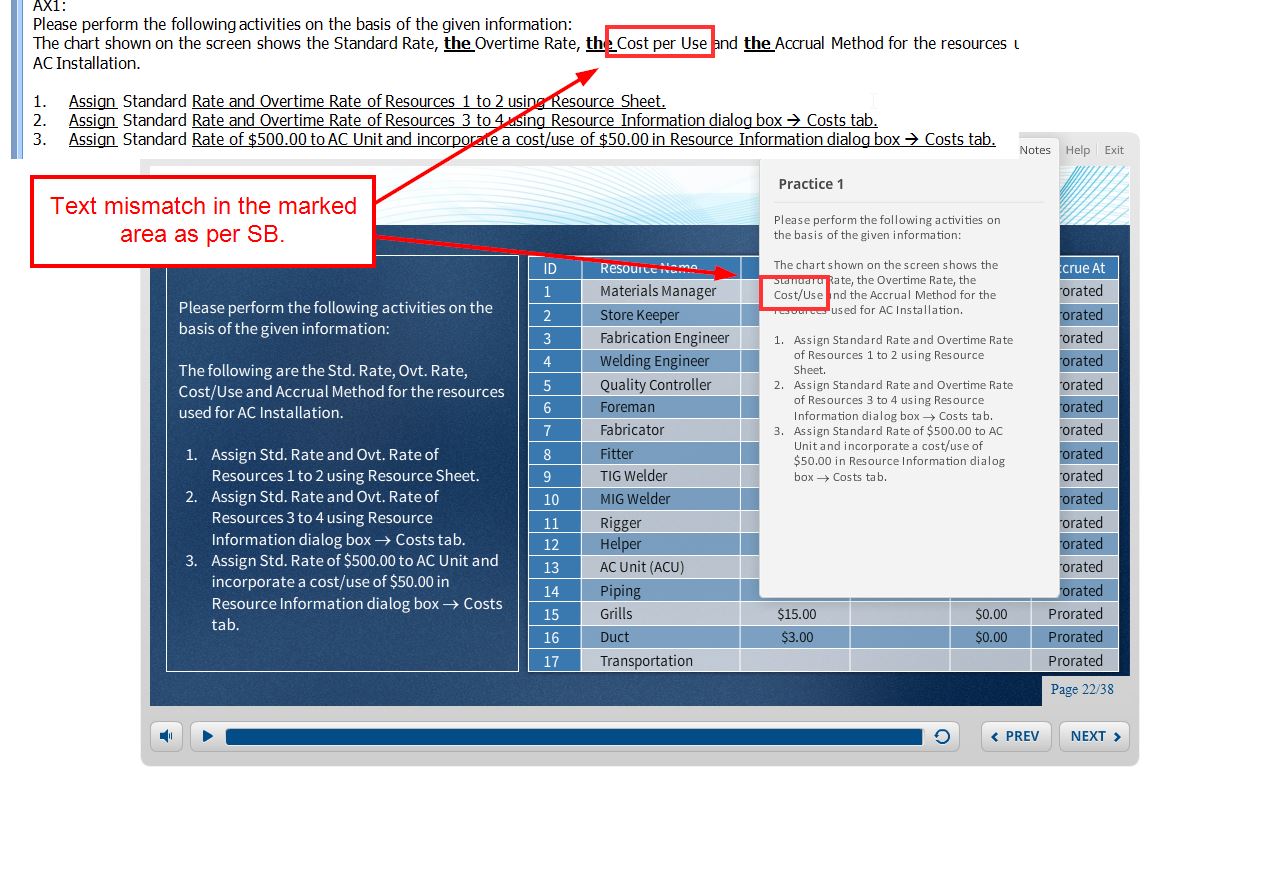 AX1:
Please perform the following activities on the basis of the given information:
The chart shown on the screen shows the Standard Rate, the Overtime Rate, the Cost per Use and the Accrual Method for the resources
AC Installation.
1. Assign Standard Rate and Overtime Rate of Resources 1 to 2 using Resource Sheet.
2. Assign Standard Rate and Overtime Rate of Resources 3 to 4 using Resource Information dialog box → Costs tab.
3. Assign Standard Rate of $500.00 to AC Unit and incorporate a cost/use of $50.00 in Resource Information dialog box → Costs tab.
Notes Help Exit
Text mismatch in the marked
area as per SB.
Please perform the following activities on the
basis of the given information:
The following are the Std. Rate, Ovt. Rate,
Cost/Use and Accrual Method for the resources
used for AC Installation.
1. Assign Std. Rate and Ovt. Rate of
Resources 1 to 2 using Resource Sheet.
2. Assign Std. Rate and Ovt. Rate of
Resources 3 to 4 using Resource
Information dialog box → Costs tab.
3. Assign Std. Rate of $500.00 to AC Unit and
incorporate a cost/use of $50.00 in
Resource Information dialog box → Costs
tab.
ID Resource Name ccrue At
1 Materials Manager rorated
2 Store Keeper rorated
3 Fabrication Engineer rorated
4 Welding Engineer rorated
5 Quality Controller rorated
6 Foreman rorated
7 Fabricator rorated
8 Fitter rorated
9 TIG Welder rorated
10 MIG Welder rorated
11 Rigger rorated
12 Helper rorated
13 AC Unit (ACU) rorated
14 Piping rorated
15 Grills $15.00 $0.00 Prorated
16 Duct $3.00 $0.00 Prorated
17 Transportation Prorated
Practice 1
Please perform the following activities on
the basis of the given information:
The chart shown on the screen shows the
Standard Rate, the Overtime Rate, the
Cost/Use and the Accrual Method for the
resources used for AC Installation.
1. Assign Standard Rate and Overtime Rate
of Resources 1 to 2 using Resource
Sheet.
2. Assign Standard Rate and Overtime Rate
of Resources 3 to 4 using Resource
Information dialog box → Costs tab.
3. Assign Standard Rate of $500.00 to AC
Unit and incorporate a cost/use of
$50.00 in Resource Information dialog
box → Costs tab.
Page 22/38
PREV NEXT